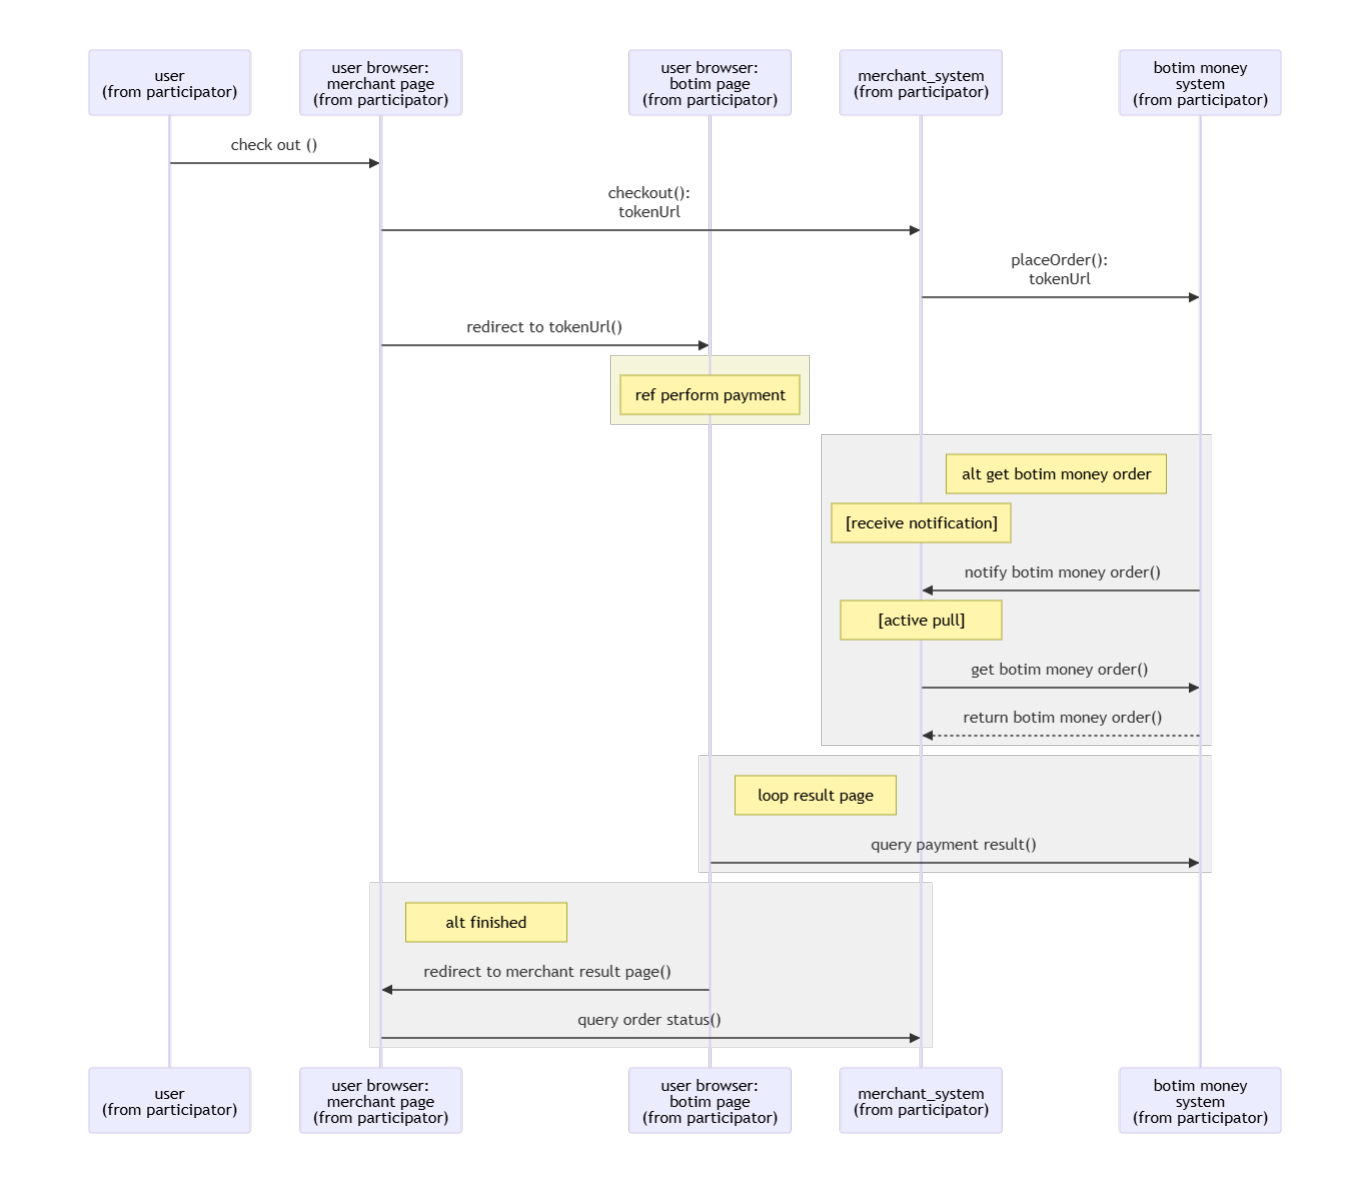 user
(from participator)
user browser:
merchant page
(from participator)
user browser:
botim page
(from participator)
merchant_system
(from participator)
botim money
system
(from participator)
check out ()
checkout():
tokenUrl
placeOrder():
tokenUrl
redirect to tokenUrl()
ref perform payment
alt get botim money order
[receive notification]
notify botim money order()
[active pull]
get botim money order()
return botim money order()
loop result page
query payment result()
alt finished
redirect to merchant result page()
query order status()
user
(from participator)
user browser:
merchant page
(from participator)
user browser:
botim page
(from participator)
merchant_system
(from participator)
botim money
system
(from participator)